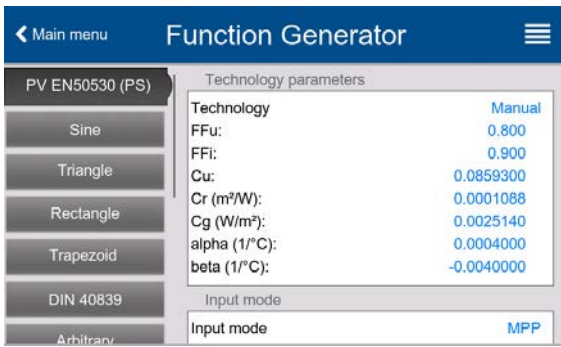 Main menu
Function Generator
PV EN50530 (PS)
Sine
Triangle
Rectangle
Trapezoid
DIN 40839
Arbitrary
Technology parameters
Technology Manual
FFu: 0.800
FFi: 0.900
Cu: 0.0859300
Cr (m²/W): 0.0001088
Cg (W/m²): 0.0025140
alpha (1/°C): 0.0004000
beta (1/°C): -0.0040000
Input mode
Input mode MPP